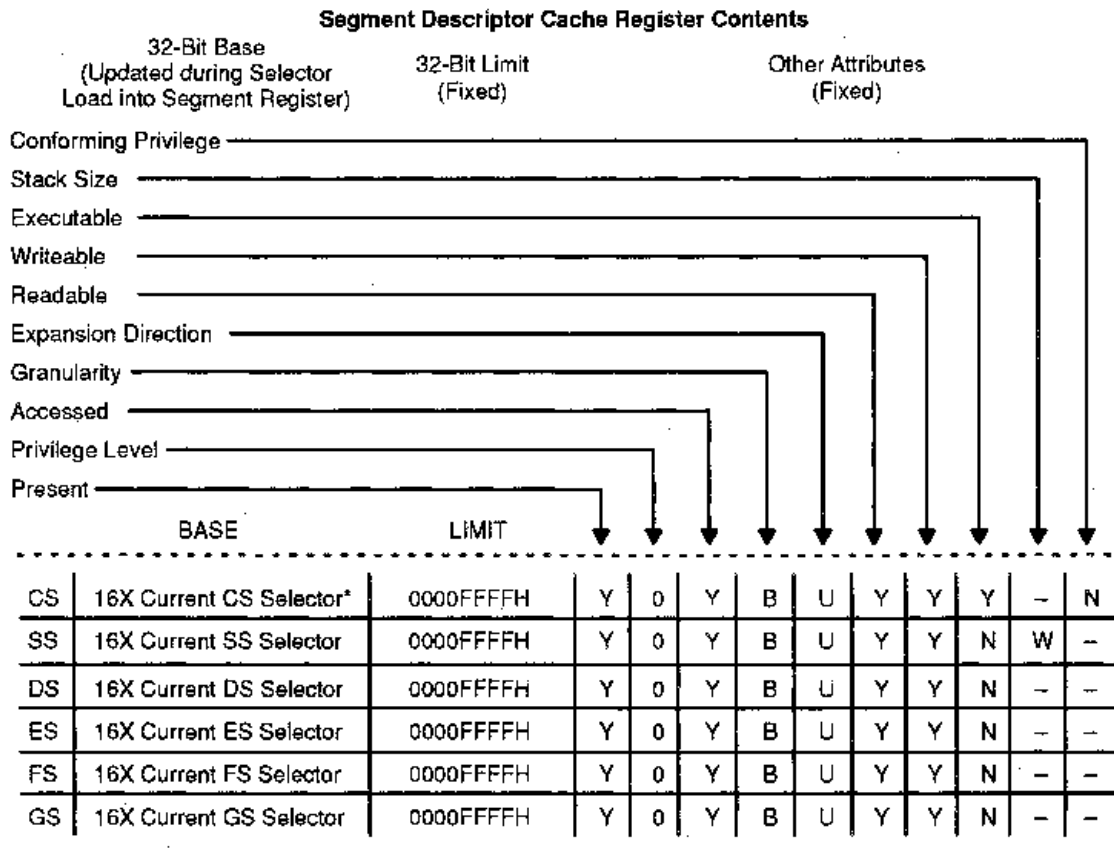 Segment Descriptor Cache Register Contents
32-Bit Base
(Updated during Selector
Load into Segment Register)
32-Bit Limit
(Fixed)
Other Attributes
(Fixed)
Conforming Privilege
Stack Size
Executable
Writeable
Readable
Expansion Direction
Granularity
Accessed
Privilege Level
Present
BASE LIMIT
CS 16X Current CS Selector* 0000FFFFH Y 0 Y B U Y Y Y – N
SS 16X Current SS Selector 0000FFFFH Y 0 Y B U Y Y N W –
DS 16X Current DS Selector 0000FFFFH Y 0 Y B U Y Y N – –
ES 16X Current ES Selector 0000FFFFH Y 0 Y B U Y Y N – –
FS 16X Current FS Selector 0000FFFFH Y 0 Y B U Y Y N – –
GS 16X Current GS Selector 0000FFFFH Y 0 Y B U Y Y N – –